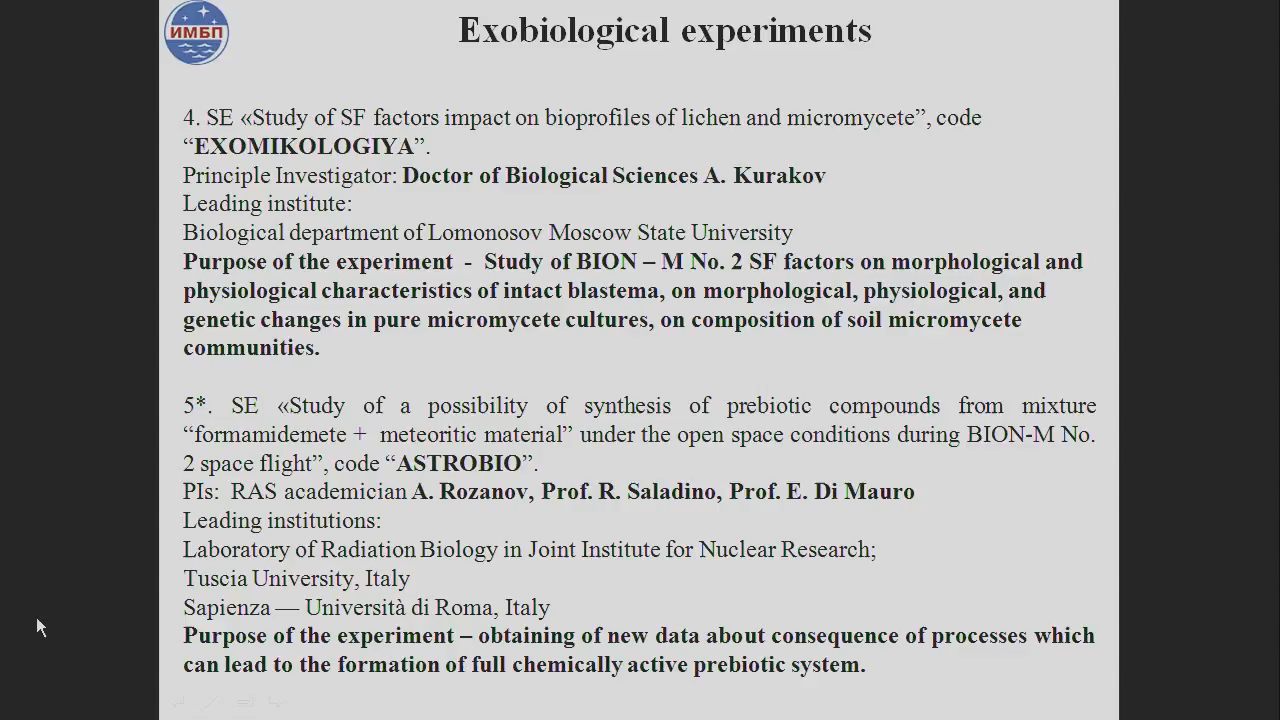 ИМБП
Exobiological experiments
4. SE «Study of SF factors impact on bioprofiles of lichen and micromycete”, code
“EXOMIKOLOGIYA”.
Principle Investigator: Doctor of Biological Sciences A. Kurakov
Leading institute:
Biological department of Lomonosov Moscow State University
Purpose of the experiment - Study of BION – M No. 2 SF factors on morphological and
physiological characteristics of intact blastema, on morphological, physiological, and
genetic changes in pure micromycete cultures, on composition of soil micromycete
communities.
5*. SE «Study of a possibility of synthesis of prebiotic compounds from mixture
“formamidemete + meteoritic material” under the open space conditions during BION-M No.
2 space flight”, code “ASTROBIO”.
PIs: RAS academician A. Rozanov, Prof. R. Saladino, Prof. E. Di Mauro
Leading institutions:
Laboratory of Radiation Biology in Joint Institute for Nuclear Research;
Tuscia University, Italy
Sapienza — Università di Roma, Italy
Purpose of the experiment – obtaining of new data about consequence of processes which
can lead to the formation of full chemically active prebiotic system.